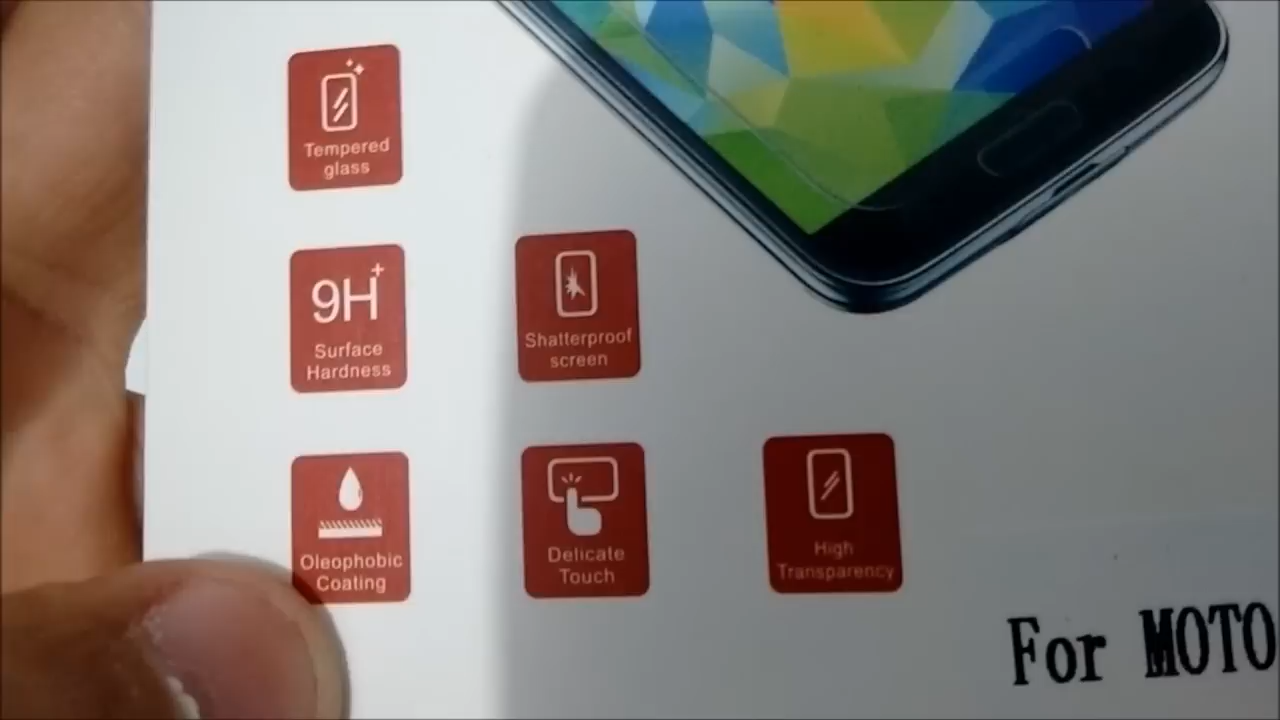 Tempered
glass
9H+
Surface
Hardness
Shatterproof
screen
Oleophobic
Coating
Delicate
Touch
High
Transparency
For MOTO